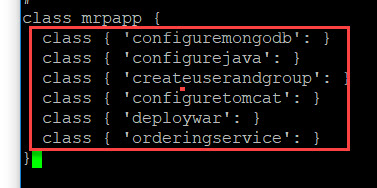 class mrpapp {
class { 'configuremongodb': }
class { 'configurejava': }
class { 'createuserandgroup': }
class { 'configuretomcat': }
class { 'deploywar': }
class { 'orderingservice': }
}